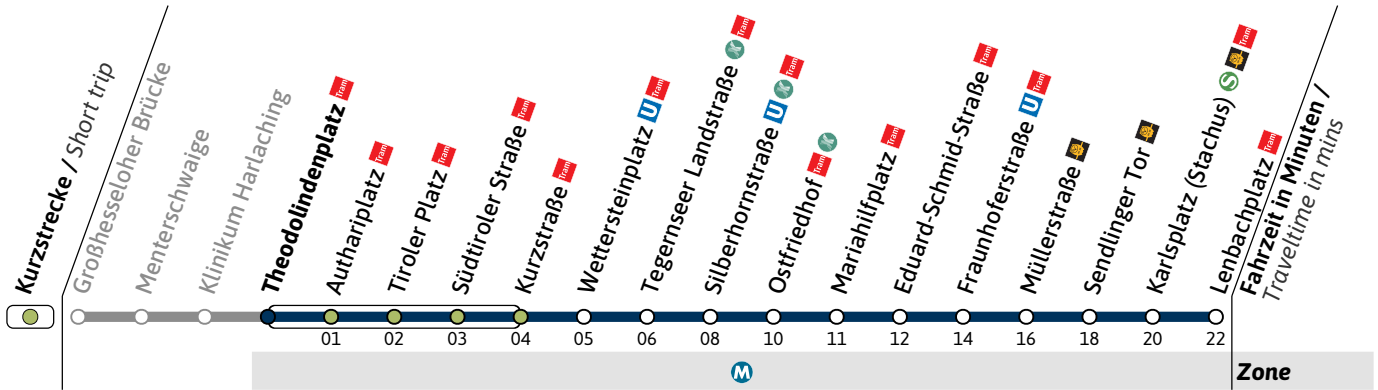 Kurzstrecke / Short trip
Großhesseloher Brücke
Menterschwaige
Klinikum Harlaching
Theodolindenplatz Tram
Authariplatz Tram
Tiroler Platz Tram
Südtiroler Straße Tram
Kurzstraße Tram
Wettersteinplatz U Tram
Tegernseer Landstraße X Tram
Silberhornstraße U X Tram
Ostfriedhof Tram X
Mariahilfplatz Tram
Eduard-Schmid-Straße Tram
Fraunhoferstraße U Tram
Müllerstraße
Sendlinger Tor
Karlsplatz (Stachus) S Tram
Lenbachplatz Tram
Fahrzeit in Minuten /
Traveltime in mins
01 02 03 04 05 06 08 10 11 12 14 16 18 20 22
M Zone